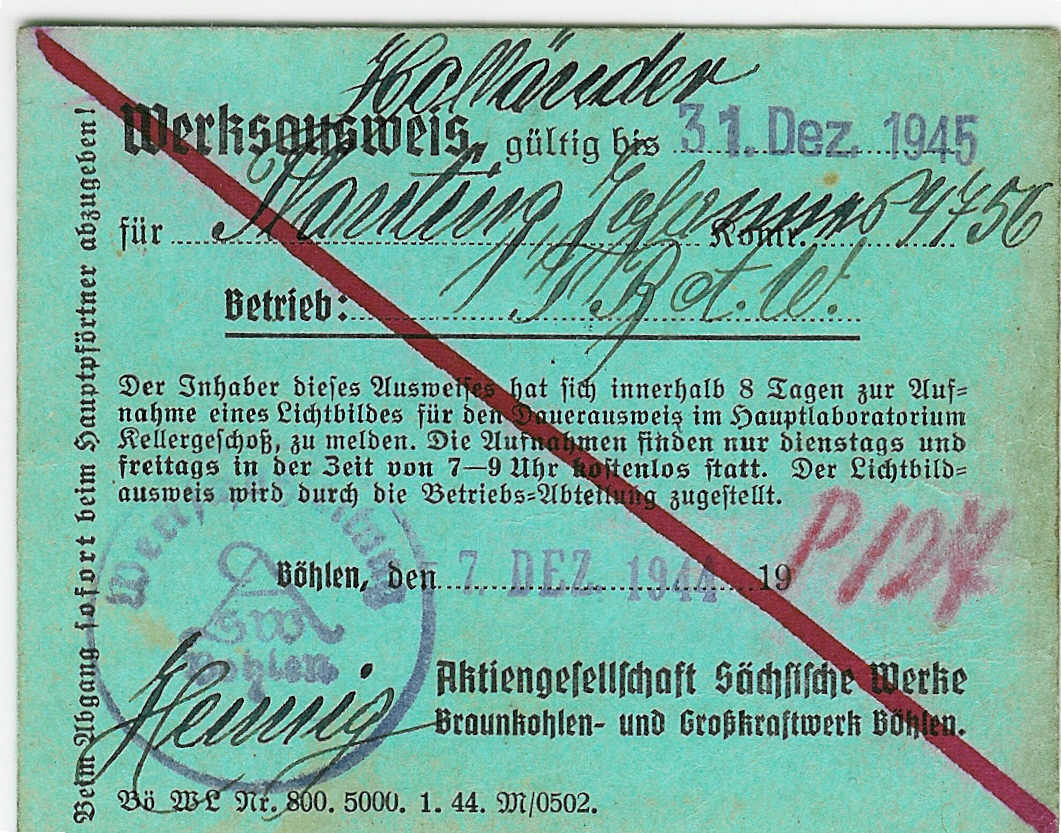 Holländer
Werksausweis, gültig bis 31. Dez. 1945
für Johannes Kontr. 4756
Betrieb:
Der Inhaber dieses Ausweises hat sich innerhalb 8 Tagen zur Auf=
nahme eines Lichtbildes für den Dauerausweis im Hauptlaboratorium
Kellergeschoß, zu melden. Die Aufnahmen finden nur dienstags und
freitags in der Zeit von 7—9 Uhr kostenlos statt. Der Lichtbild=
ausweis wird durch die Betriebs=Abteilung zugestellt.
Böhlen, den 7. DEZ. 1944 19
P 124
ASW
Böhlen
Hennig
Aktiengesellschaft Sächsische Werke
Braunkohlen- und Großkraftwerk Böhlen.
Bö WL Nr. 800. 5000. 1. 44. M/0502.
Beim Abgang sofort beim Hauptpförtner abzugeben!